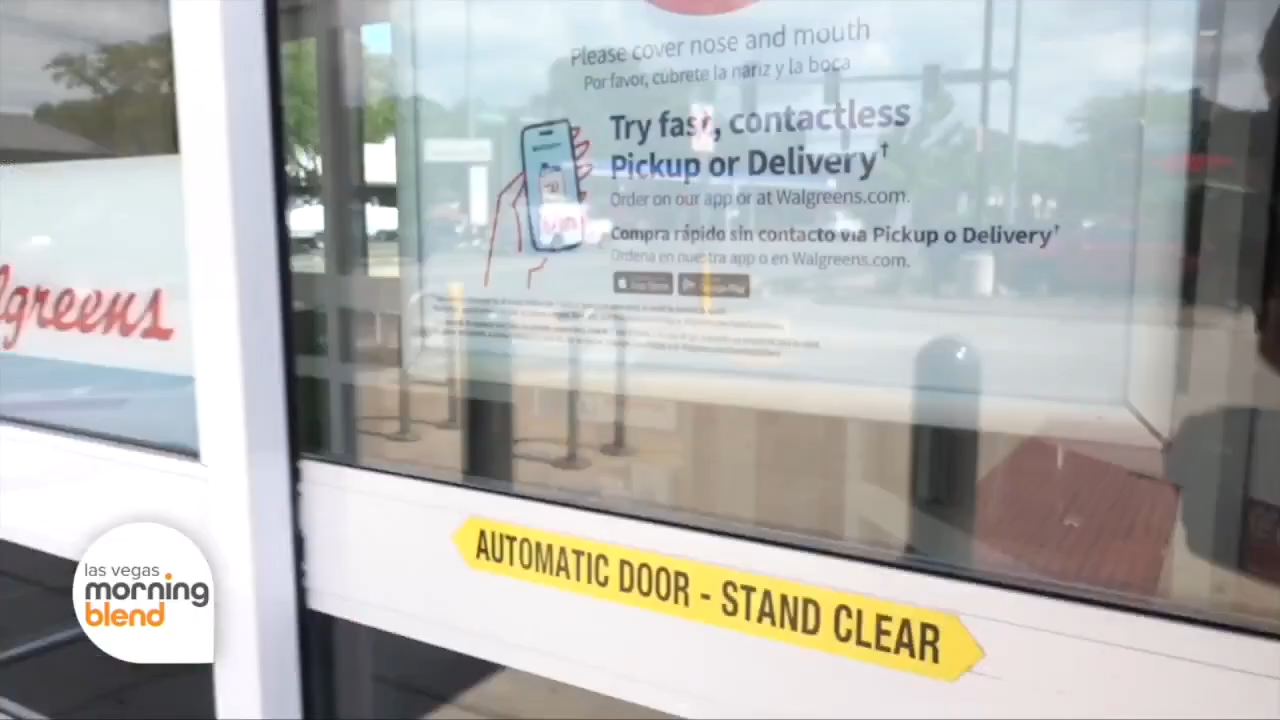 Please cover nose and mouth
Por favor, cúbrete la nariz y la boca
Try fast, contactless
Pickup or Delivery†
Order on our app or at Walgreens.com.
Compra rápido sin contacto via Pickup o Delivery†
Ordena en nuestra app o en Walgreens.com.
lgreens
AUTOMATIC DOOR - STAND CLEAR
las vegas
morning
blend